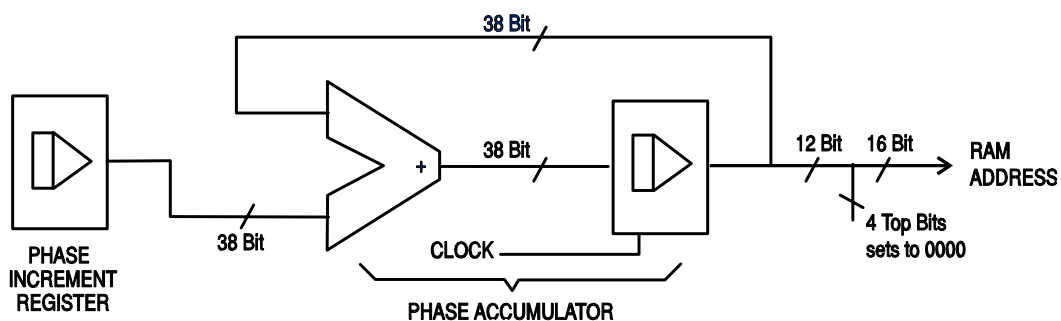 38 Bit
PHASE
INCREMENT
REGISTER
38 Bit
+
38 Bit
CLOCK
PHASE ACCUMULATOR
12 Bit
16 Bit
4 Top Bits
sets to 0000
RAM
ADDRESS